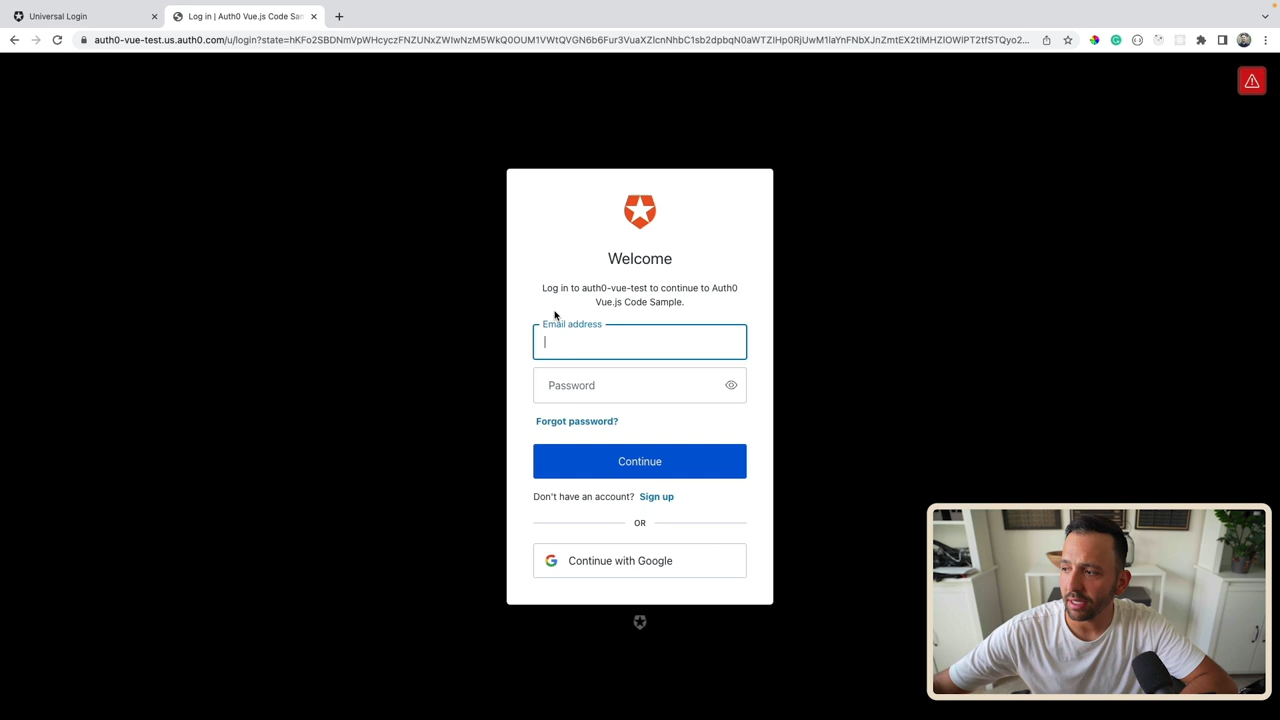 Universal Login
Log in | Auth0 Vue.js Code San
auth0-vue-test.us.auth0.com/u/login?state=hKFo2SBDNmVpWHcyczFNZUNxZWIwNzM5WkQ0OUM1VWtQVGN6b6Fur3VuaXZlcnNhbC1sb2dpbqN0aWTZIHp0RjUwM1laYnFNbXJnZmtEX2tiMHZIOWlPT2tfSTQyo2...
Welcome
Log in to auth0-vue-test to continue to Auth0
Vue.js Code Sample.
Email address
Password
Forgot password?
Continue
Don't have an account? Sign up
OR
Continue with Google